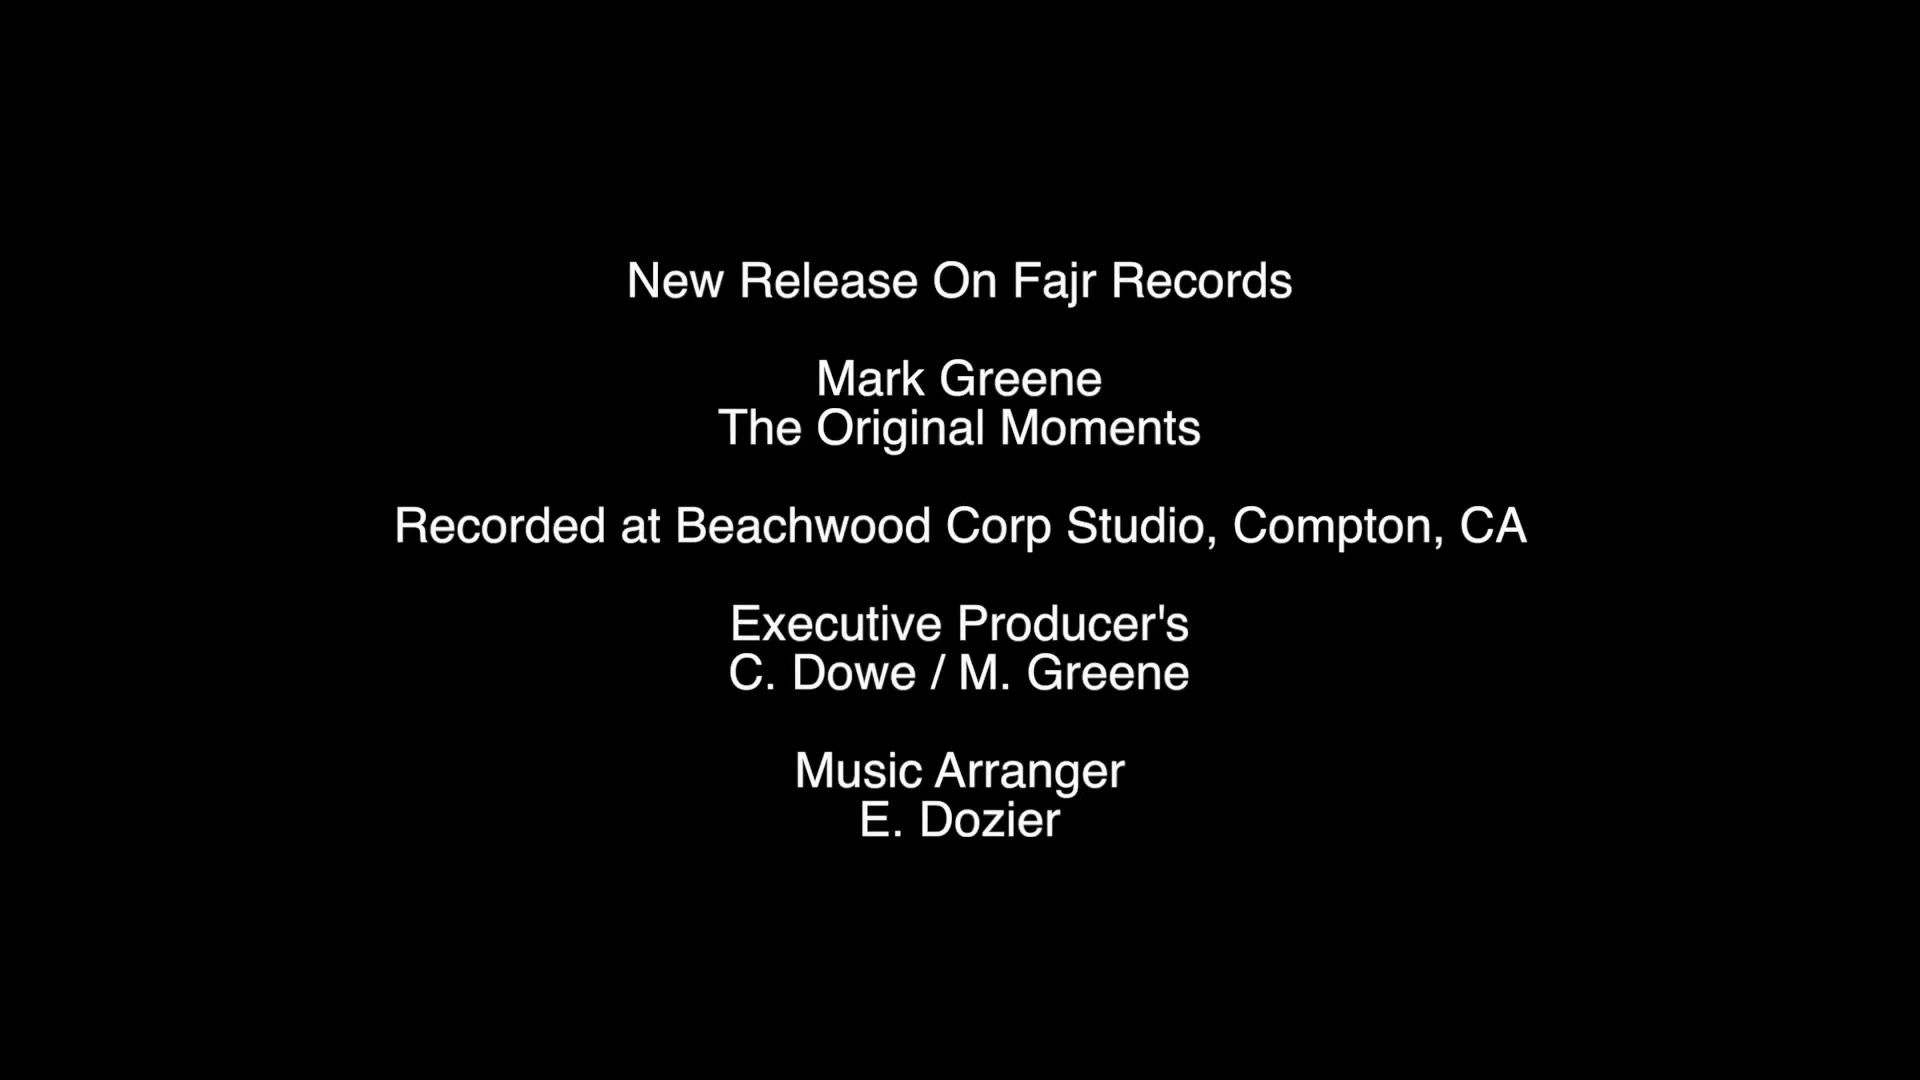 New Release On Fajr Records
Mark Greene
The Original Moments
Recorded at Beachwood Corp Studio, Compton, CA
Executive Producer's
C. Dowe / M. Greene
Music Arranger
E. Dozier